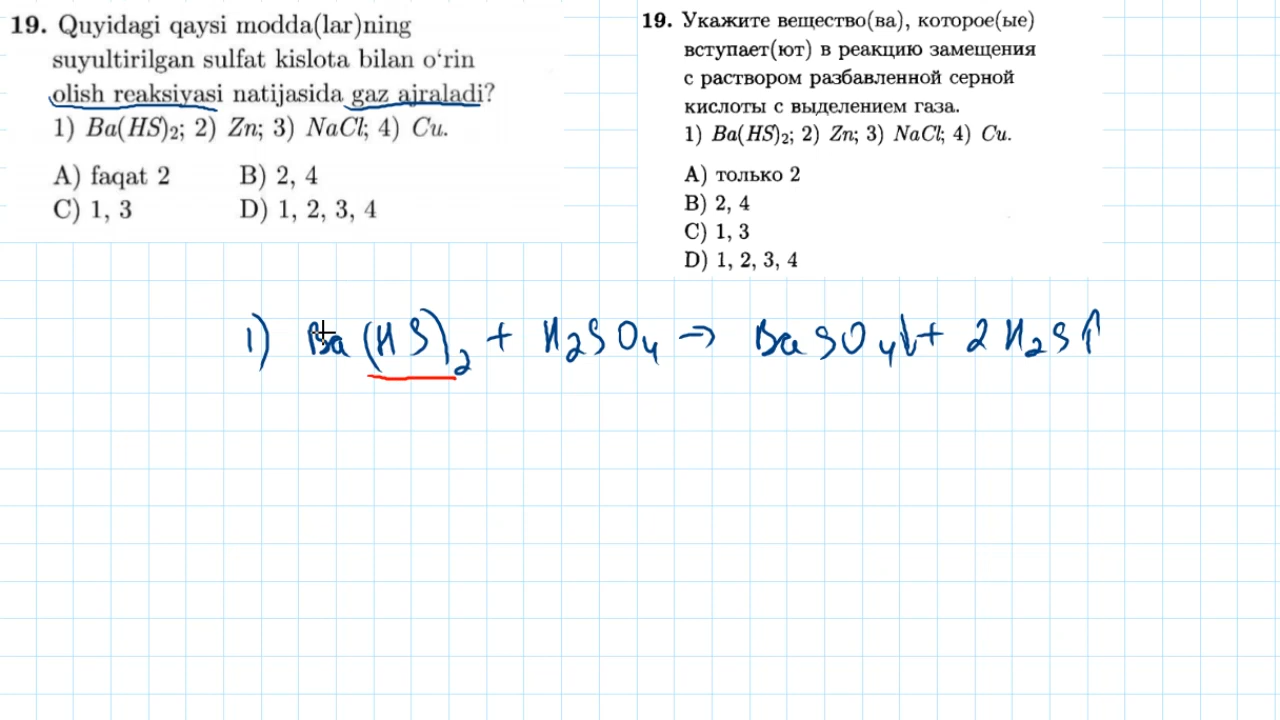 19. Quyidagi qaysi modda(lar)ning
suyultirilgan sulfat kislota bilan o‘rin
olish reaksiyasi natijasida gaz ajraladi?
1) Ba(HS)₂; 2) Zn; 3) NaCl; 4) Cu.
A) faqat 2 B) 2, 4
C) 1, 3 D) 1, 2, 3, 4
19. Укажите вещество(ва), которое(ые)
вступает(ют) в реакцию замещения
с раствором разбавленной серной
кислоты с выделением газа.
1) Ba(HS)₂; 2) Zn; 3) NaCl; 4) Cu.
A) только 2
B) 2, 4
C) 1, 3
D) 1, 2, 3, 4
1) Ba(HS)₂ + H₂SO₄ → BaSO₄↓ + 2H₂S↑